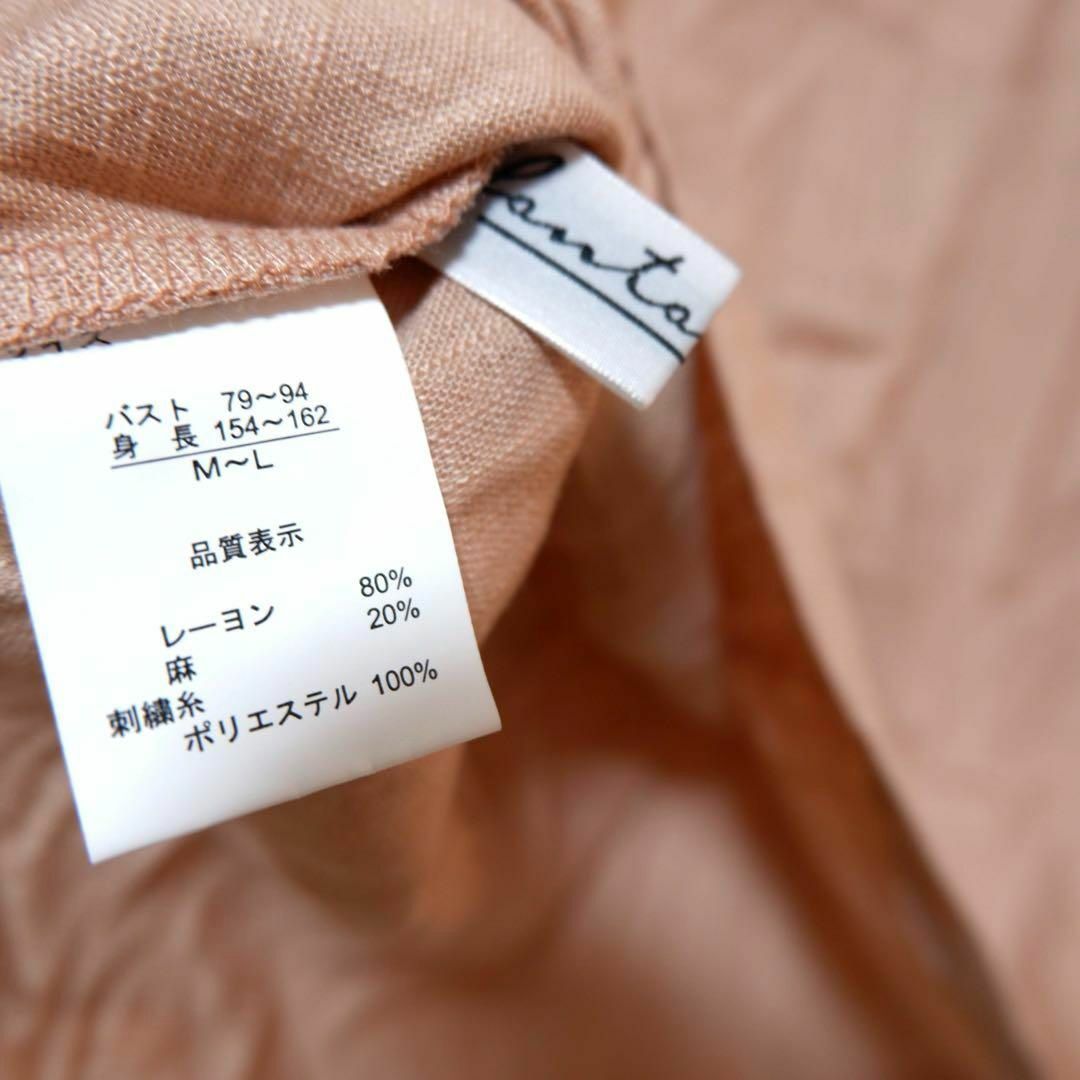 バスト 79～94
身 長 154～162
M～L
品質表示
レーヨン 80%
麻 20%
刺繍糸
ポリエステル 100%